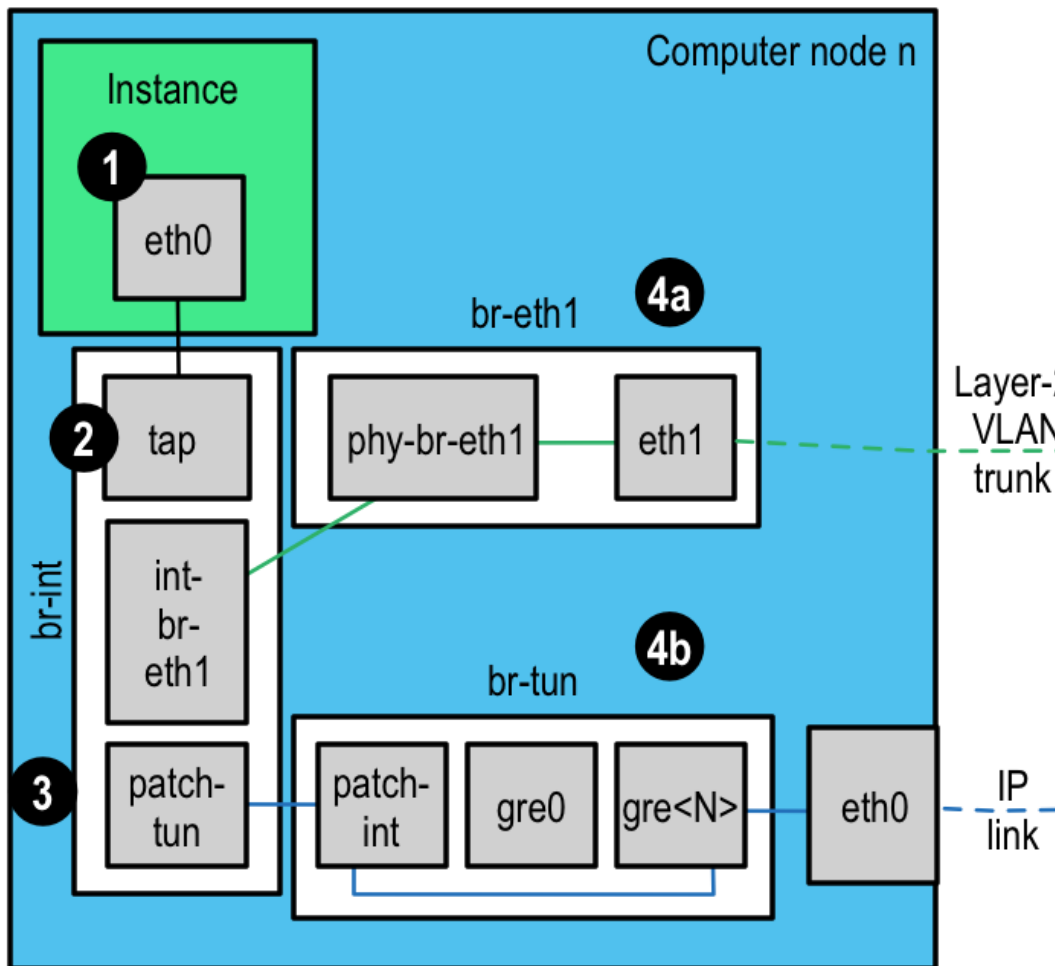 Computer node n
Instance
1
eth0
4a
br-eth1
2
tap
phy-br-eth1
eth1
Layer-2
VLAN
trunk
br-int
int-
br-
eth1
4b
br-tun
3
patch-
tun
patch-
int
gre0
gre<N>
eth0
IP
link